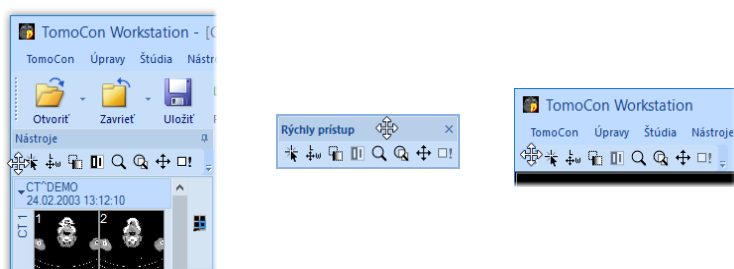 TomoCon Workstation - [
TomoCon Úpravy Štúdia Nástr
Otvoriť Zavrieť Uložiť
Nástroje
CT^DEMO
24.02.2003 13:12:10
CT 1
1 2
Rýchly prístup
TomoCon Workstation
TomoCon Úpravy Štúdia Nástroje